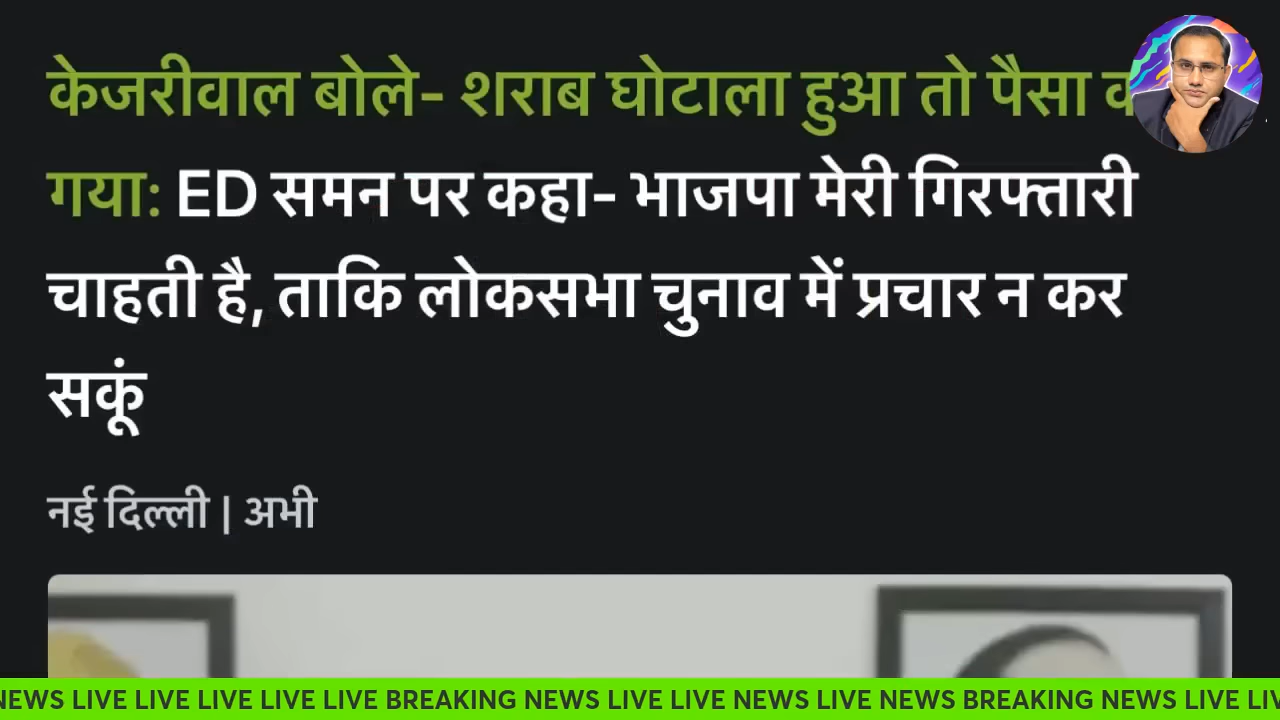 केजरीवाल बोले- शराब घोटाला हुआ तो पैसा
गया: ED समन पर कहा- भाजपा मेरी गिरफ्तारी
चाहती है, ताकि लोकसभा चुनाव में प्रचार न कर
सकूं
नई दिल्ली | अभी
NEWS LIVE LIVE LIVE LIVE LIVE BREAKING NEWS LIVE LIVE NEWS LIVE NEWS BREAKING NEWS LIVE